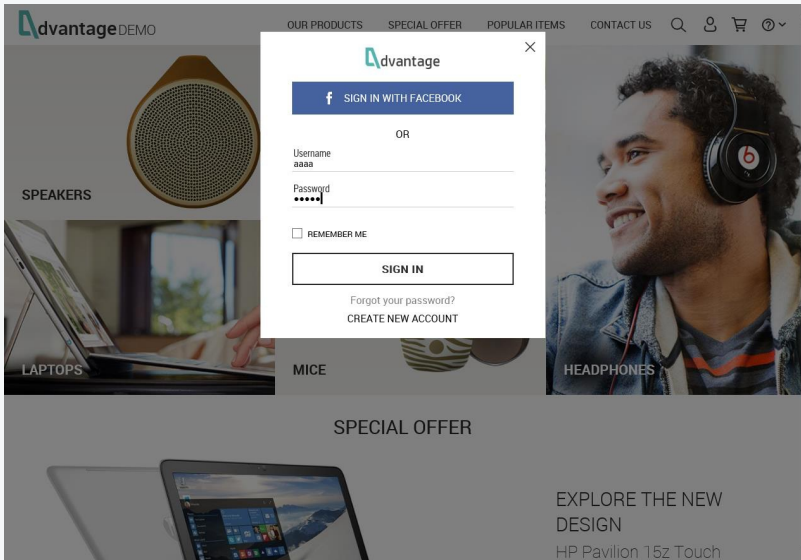 dvantage DEMO
OUR PRODUCTS SPECIAL OFFER POPULAR ITEMS CONTACT US
dvantage
SIGN IN WITH FACEBOOK
OR
Username
aaaa
Password
•••••
REMEMBER ME
SIGN IN
Forgot your password?
CREATE NEW ACCOUNT
SPEAKERS
LAPTOPS
MICE
HEADPHONES
SPECIAL OFFER
EXPLORE THE NEW
DESIGN
HP Pavilion 15z Touch